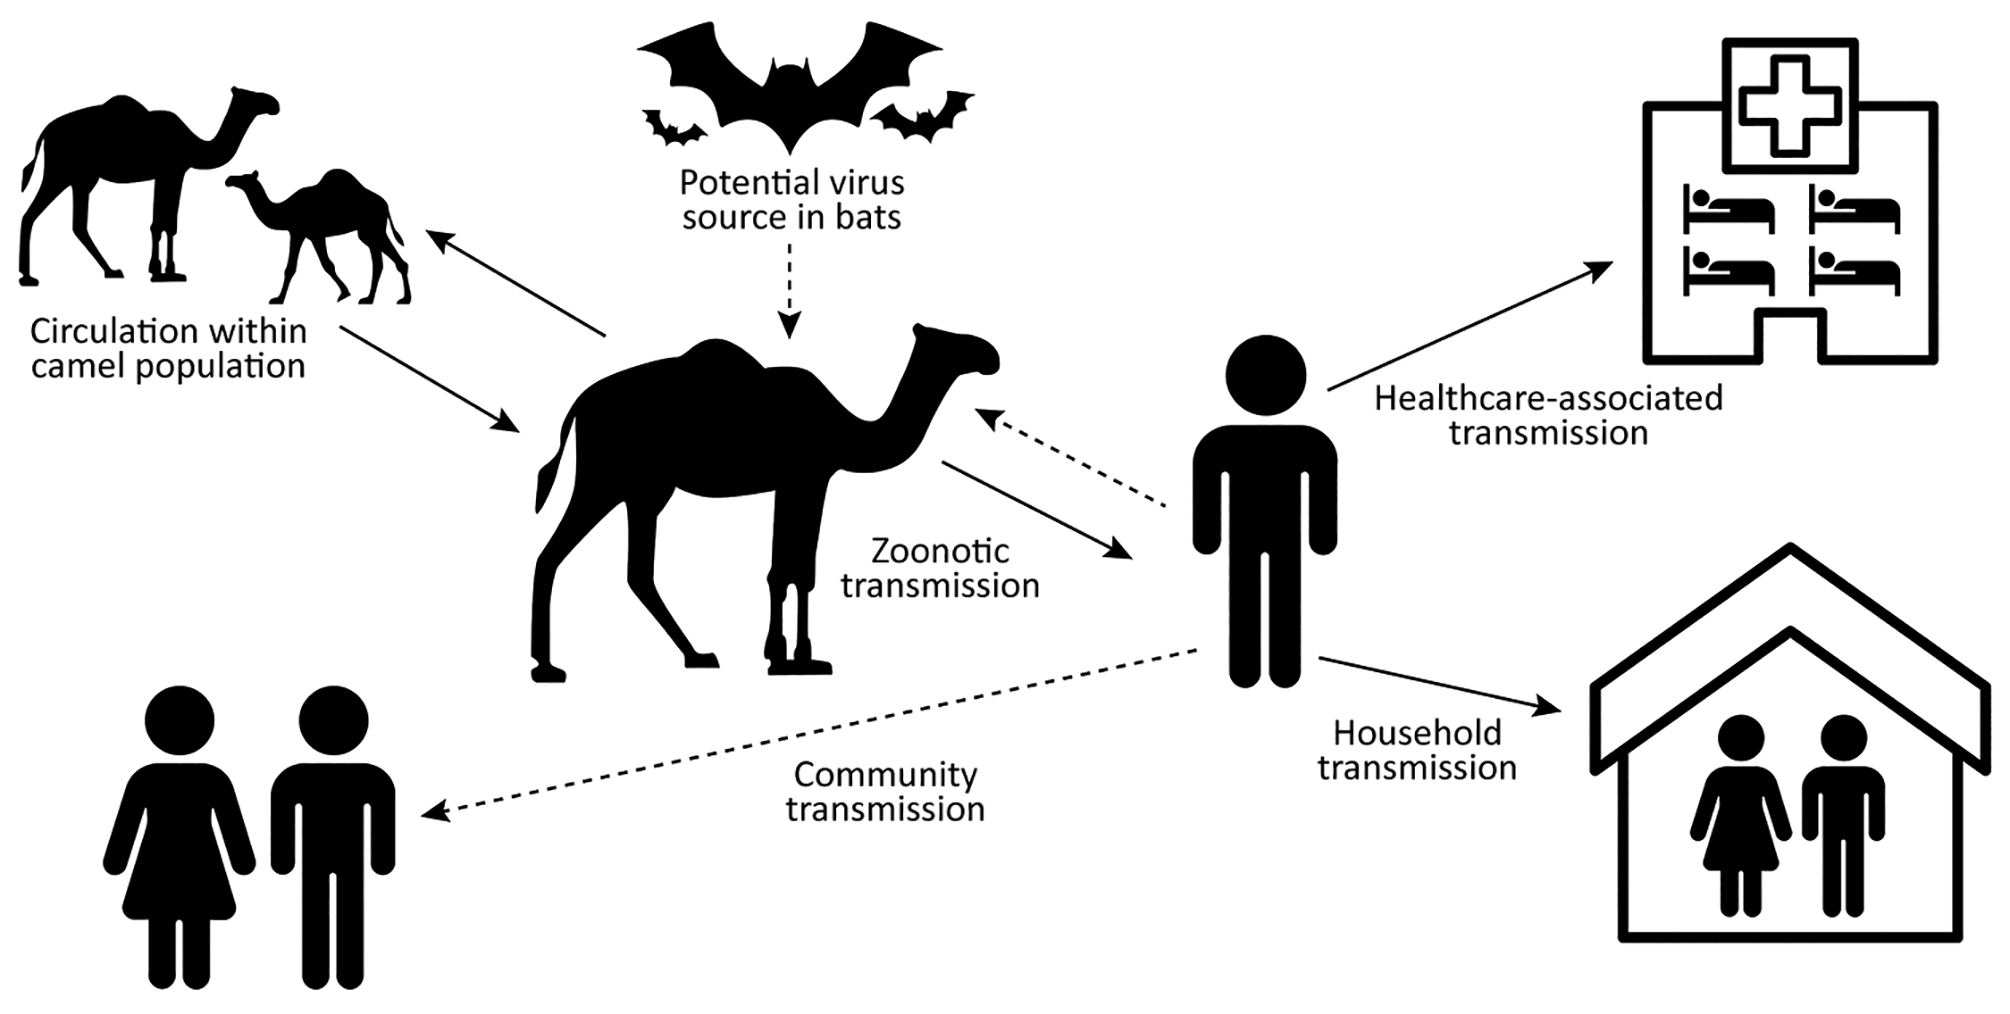 Potential virus
source in bats
Circulation within
camel population
Healthcare-associated
transmission
Zoonotic
transmission
Household
transmission
Community
transmission